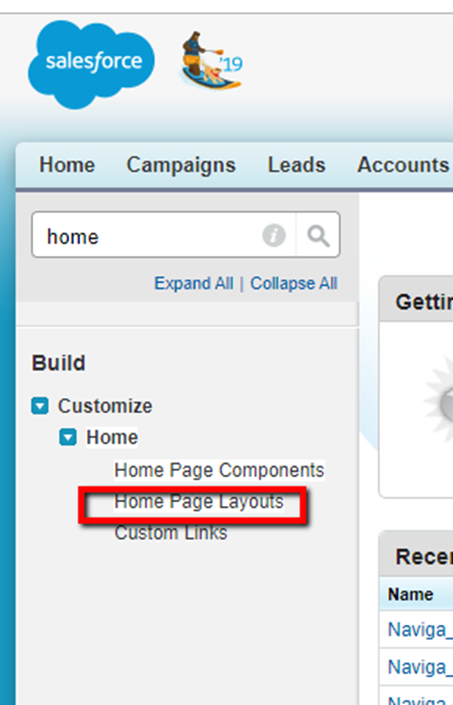 salesforce
'19
Home Campaigns Leads Accounts
home
Expand All | Collapse All
Build
Customize
Home
Home Page Components
Home Page Layouts
Custom Links
Gettin
Recen
Name
Naviga_
Naviga_
Naviga